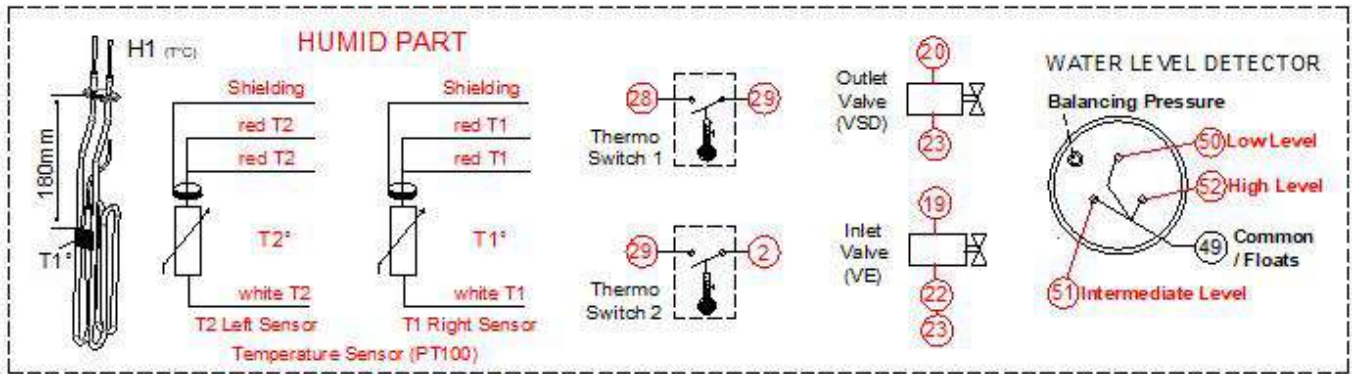 HUMID PART
H1 (T°C)
180mm
T1°
Shielding
red T2
red T2
T2°
white T2
T2 Left Sensor
Shielding
red T1
red T1
T1°
white T1
T1 Right Sensor
Temperature Sensor (PT100)
28
29
Thermo
Switch 1
29
2
Thermo
Switch 2
20
Outlet
Valve
(VSD)
23
19
Inlet
Valve
(VE)
22
23
WATER LEVEL DETECTOR
Balancing Pressure
50 Low Level
52 High Level
49 Common
/ Floats
51 Intermediate Level